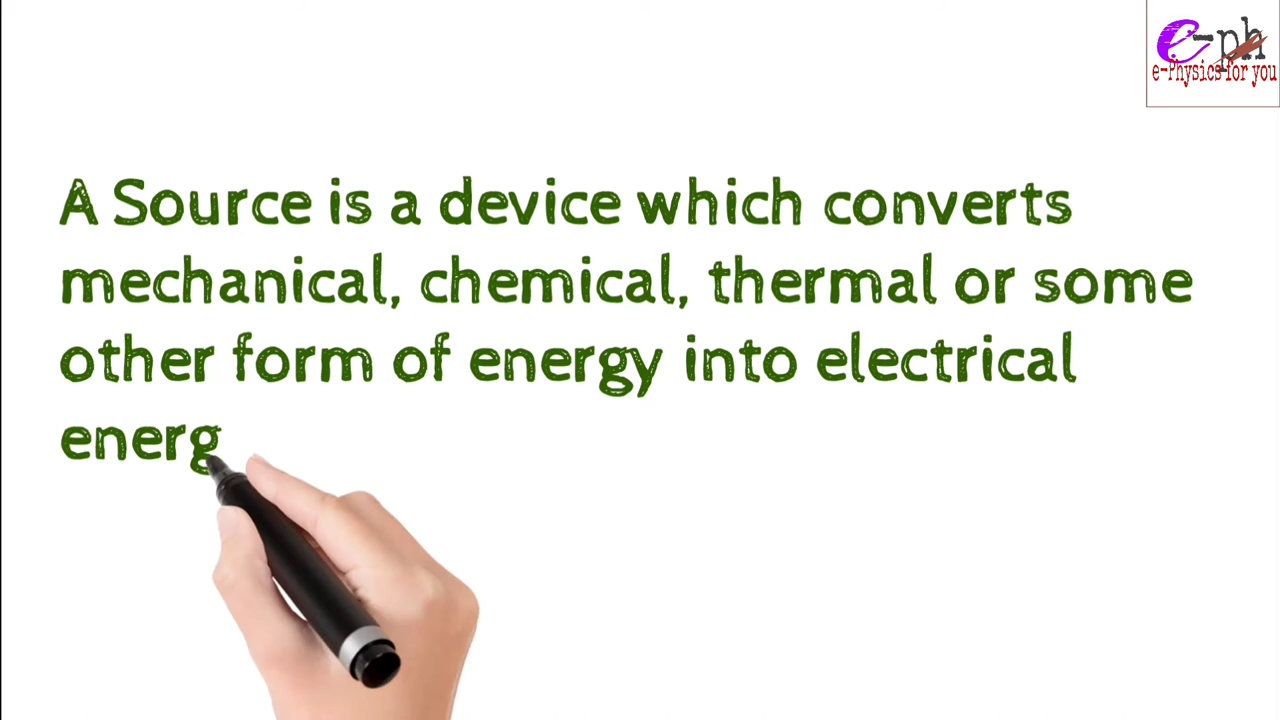 e-ph
e-Physics for you
A Source is a device which converts
mechanical, chemical, thermal or some
other form of energy into electrical
energ